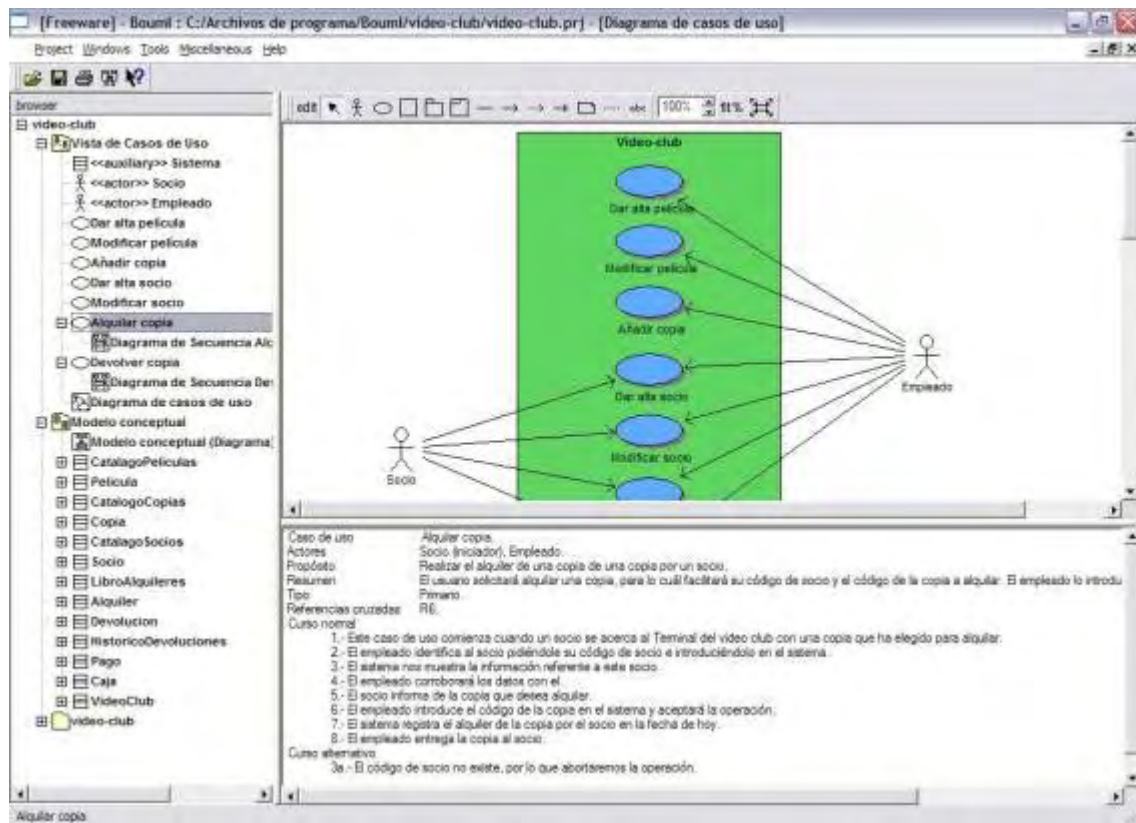 [Freeware] - Bouml : C:/Archivos de programa/Bouml/video-club/video-club.prj - [Diagrama de casos de uso]
Project Windows Tools Miscellaneous Help
browser
edit
abc
100%
fit %
video-club
Vista de Casos de Uso
<<auxiliary>> Sistema
<<actor>> Socio
<<actor>> Empleado
Dar alta pelicula
Modificar pelicula
Añadir copia
Dar alta socio
Modificar socio
Alquilar copia
Diagrama de Secuencia Alc
Devolver copia
Diagrama de Secuencia Dev
Diagrama de casos de uso
Modelo conceptual
Modelo conceptual (Diagrama
CatalagoPeliculas
Pelicula
CatalogoCopias
Copia
CatalagoSocios
Socio
LibroAlquileres
Alquiler
Devolucion
HistoricoDevoluciones
Pago
Caja
VideoClub
video-club
Video-club
Dar alta pelicula
Modificar pelicula
Añadir copia
Dar alta socio
Modificar socio
Empleado
Socio
Caso de uso Alquilar copia.
Actores Socio (iniciador), Empleado.
Propósito Realizar el alquiler de una copia de una copia por un socio.
Resumen El usuario solicitará alquilar una copia, para lo cuál facilitará su código de socio y el código de la copia a alquilar. El empleado lo introdu
Tipo Primario.
Referencias cruzadas R6.
Curso normal
1.- Este caso de uso comienza cuando un socio se acerca al Terminal del video club con una copia que ha elegido para alquilar.
2.- El empleado identifica al socio pidiéndole su código de socio e introduciéndolo en el sistema.
3.- El sistema nos muestra la información referente a este socio.
4.- El empleado corroborará los datos con el.
5.- El socio informa de la copia que desea alquilar.
6.- El empleado introduce el código de la copia en el sistema y aceptará la operación.
7.- El sistema registra el alquiler de la copia por el socio en la fecha de hoy.
8.- El empleado entrega la copia al socio.
Curso alternativo
3a.- El código de socio no existe, por lo que abortaremos la operación.
Alquilar copia